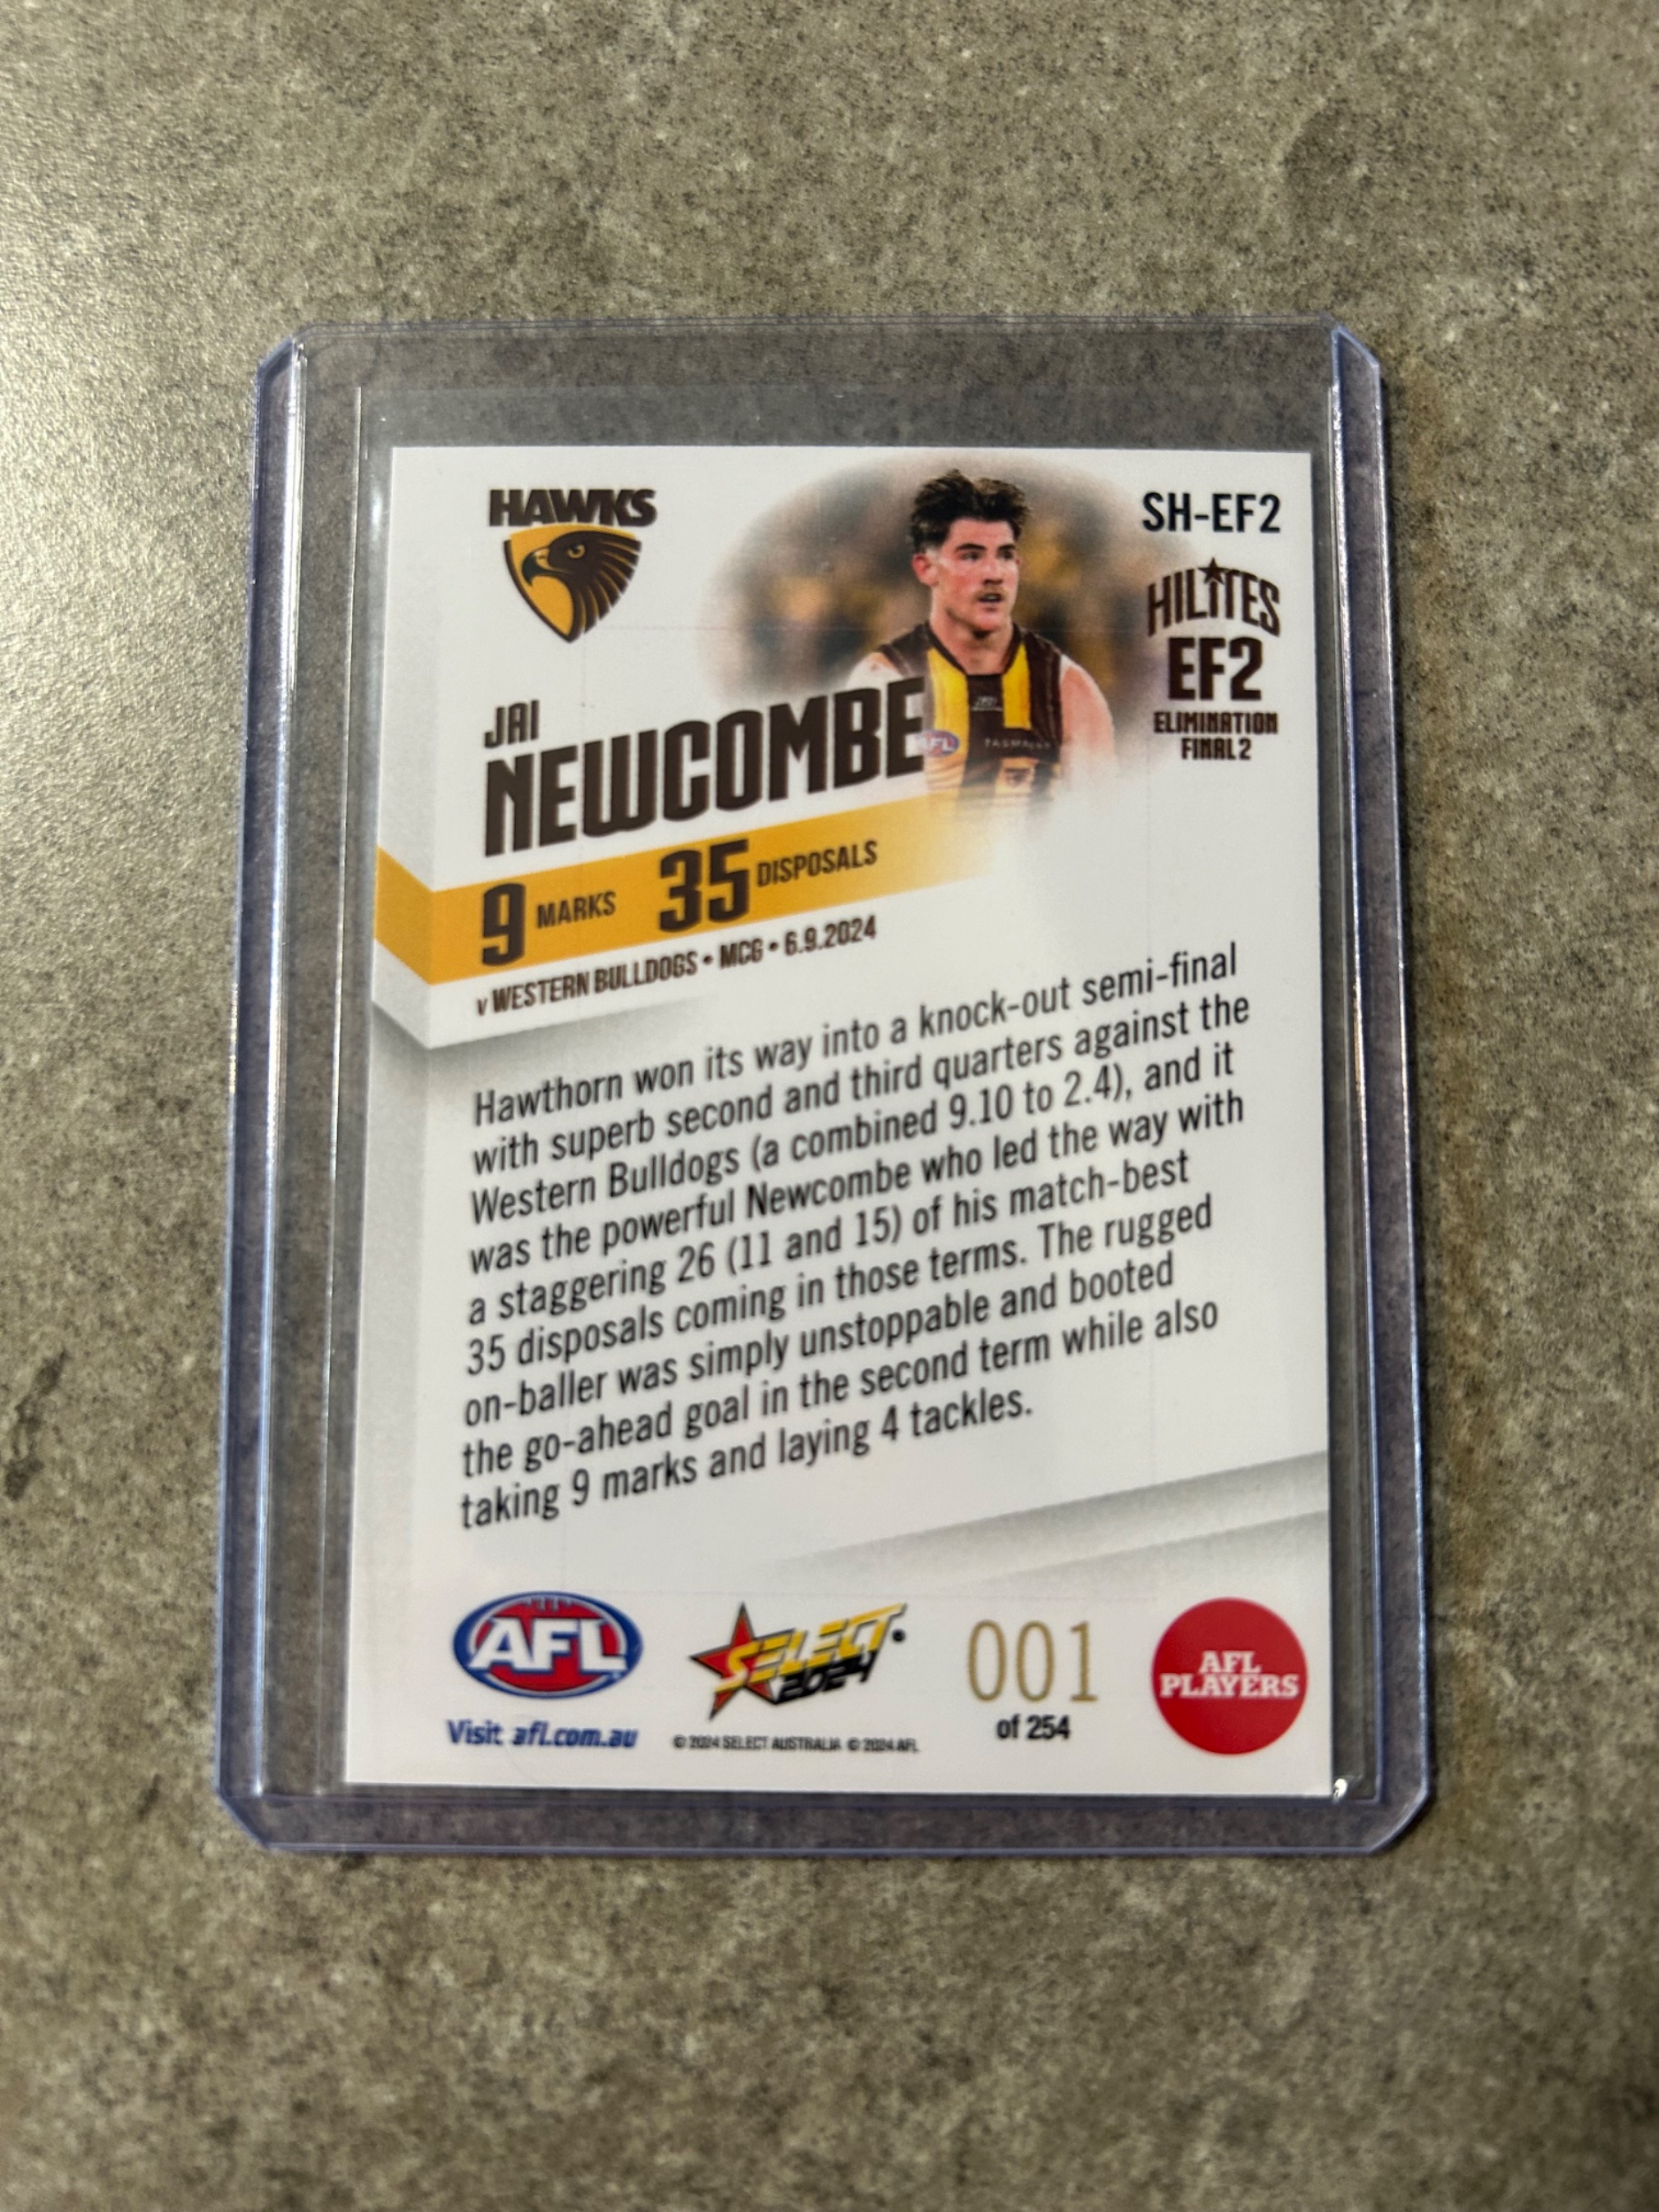 HAWKS
SH-EF2
HILITES
EF2
ELIMINATION
FINAL 2
JAI
NEWCOMBE
AFL
9 MARKS 35 DISPOSALS
v WESTERN BULLDOGS • MCG • 6.9.2024
Hawthorn won its way into a knock-out semi-final
with superb second and third quarters against the
Western Bulldogs (a combined 9.10 to 2.4), and it
was the powerful Newcombe who led the way with
a staggering 26 (11 and 15) of his match-best
35 disposals coming in those terms. The rugged
on-baller was simply unstoppable and booted
the go-ahead goal in the second term while also
taking 9 marks and laying 4 tackles.
AFL
Visit afl.com.au
SELECT
2024
© 2024 SELECT AUSTRALIA © 2024 AFL
001
of 254
AFL
PLAYERS